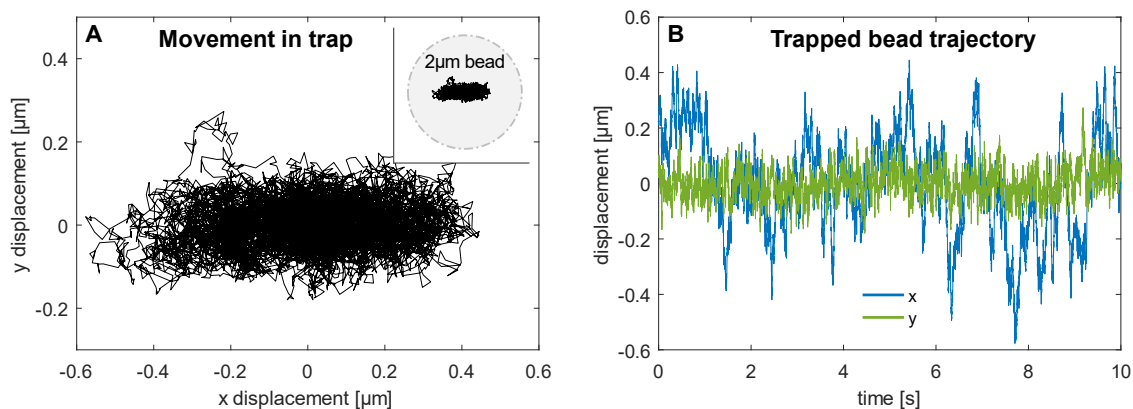 A
Movement in trap
2µm bead
0.4
0.2
0
-0.2
y displacement [µm]
-0.6
-0.4
-0.2
0
0.2
0.4
0.6
x displacement [µm]
B
Trapped bead trajectory
0.6
0.4
0.2
0
-0.2
-0.4
-0.6
displacement [µm]
x
y
0
2
4
6
8
10
time [s]